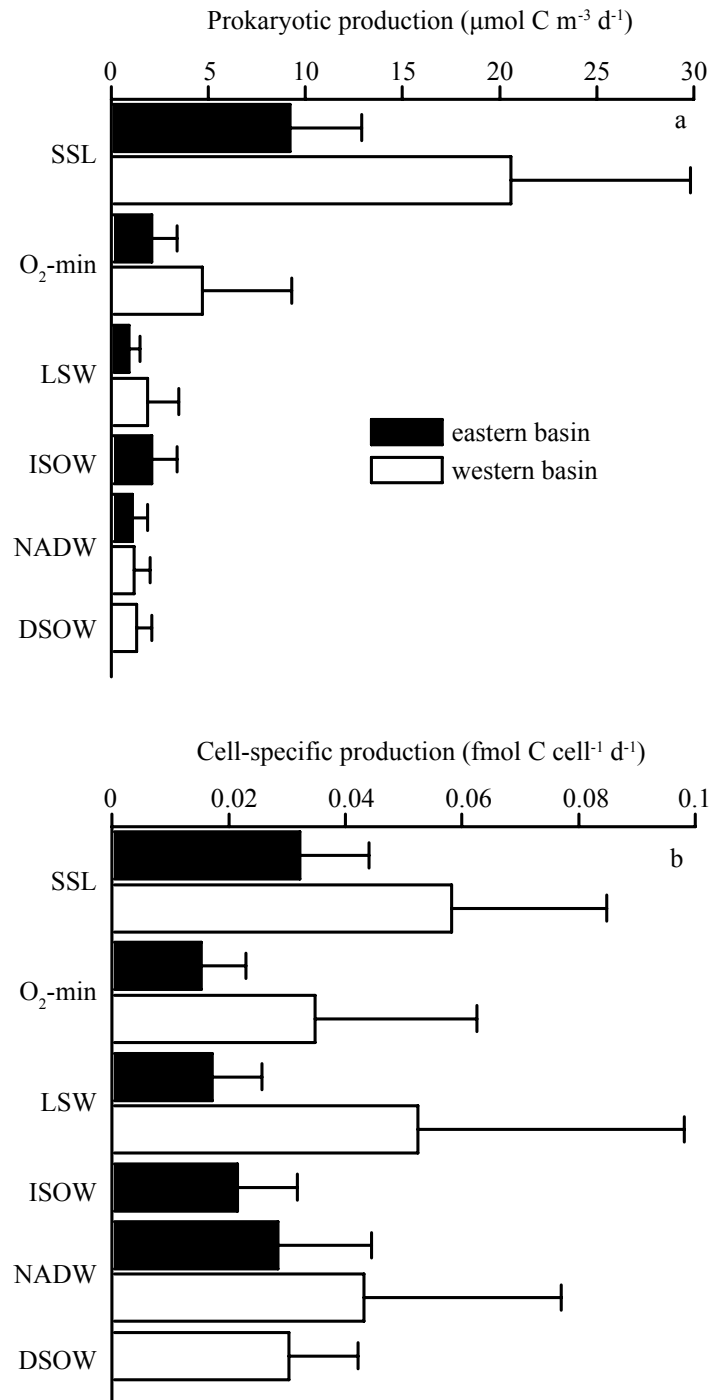 Prokaryotic production (μmol C m⁻³ d⁻¹)
0 5 10 15 20 25 30
a
SSL
O₂-min
LSW
ISOW
NADW
DSOW
eastern basin
western basin
Cell-specific production (fmol C cell⁻¹ d⁻¹)
0 0.02 0.04 0.06 0.08 0.1
b
SSL
O₂-min
LSW
ISOW
NADW
DSOW